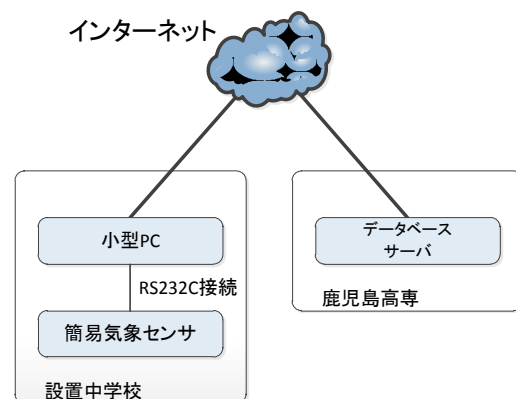 インターネット
小型PC
RS232C接続
簡易気象センサ
設置中学校
データベース
サーバ
鹿児島高専